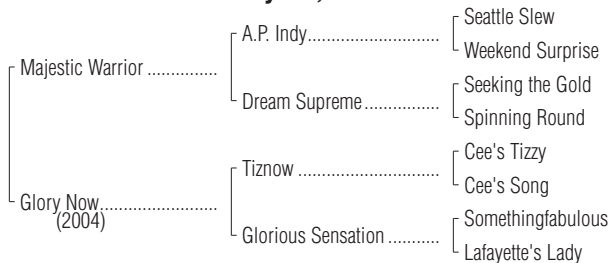 A.P. Indy..................... Seattle Slew
Weekend Surprise
Majestic Warrior ...............
Dream Supreme................ Seeking the Gold
Spinning Round
Tiznow .............................. Cee's Tizzy
Cee's Song
Glory Now.........................
(2004)
Glorious Sensation ........... Somethingfabulous
Lafayette's Lady